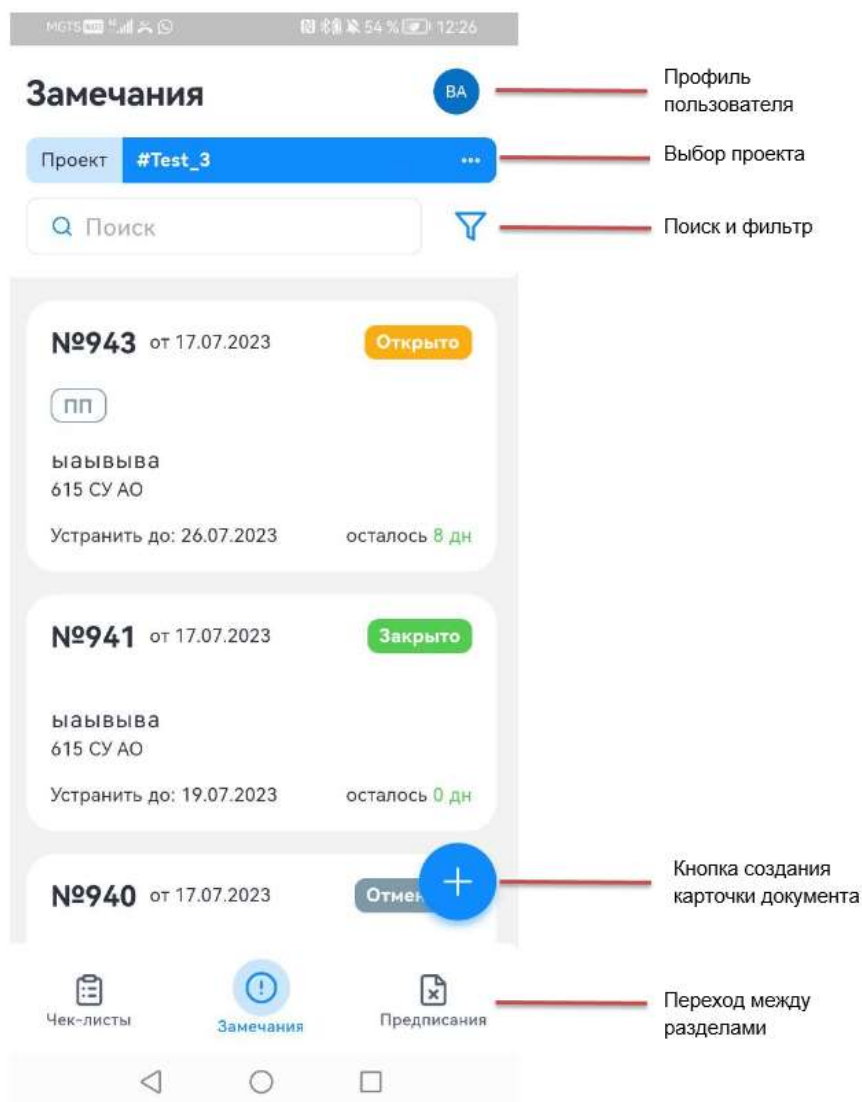 MGTS 54 % 12:26
Замечания
ВА
Профиль
пользователя
Проект #Test_3
Выбор проекта
Поиск
Поиск и фильтр
№943 от 17.07.2023 Открыто
ПП
ыаывыва
615 СУ АО
Устранить до: 26.07.2023 осталось 8 дн
№941 от 17.07.2023 Закрыто
ыаывыва
615 СУ АО
Устранить до: 19.07.2023 осталось 0 дн
Кнопка создания
карточки документа
№940 от 17.07.2023 Отмен
Чек-листы Замечания Предписания
Переход между
разделами